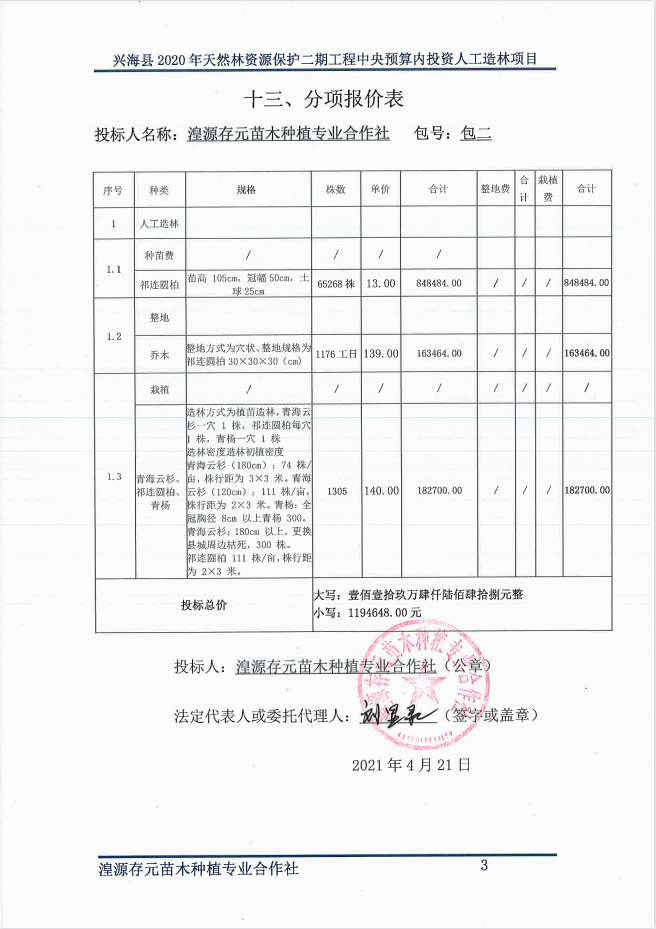 兴海县2020年天然林资源保护二期工程中央预算内投资人工造林项目
十三、分项报价表
投标人名称：湟源存元苗木种植专业合作社 包号：包二
序号 种类 规格 株数 单价 合计 整地费 合计 栽植费 合计
1 人工造林
1.1 种苗费 / / / /
祁连圆柏 苗高 105cm，冠幅 50cm，土球 25cm 65268 株 13.00 848484.00 / / / 848484.00
1.2 整地
乔木 整地方式为穴状、整地规格为祁连圆柏 30×30×30（cm) 1176 工日 139.00 163464.00 / / / 163464.00
1.3 栽植 / / / / / / / /
青海云杉、
祁连圆柏、
青杨
造林方式为植苗造林，青海云
杉一穴 1 株，祁连圆柏每穴
1 株，青杨一穴 1 株
造林密度造林初植密度
青海云杉（180cm）：74 株/
亩，株行距为 3×3 米。青海
云杉（120cm）：111 株/亩，
株行距为 2×3 米。青杨：全
冠胸径 8cm 以上青杨 300。
青海云杉：180cm 以上，更换
县城周边枯死，300 株。
祁连圆柏 111 株/亩，株行距
为 2×3 米。
1305 140.00 182700.00 / / / 182700.00
投标总价
大写：壹佰壹拾玖万肆仟陆佰肆拾捌元整
小写：1194648.00 元
投标人：湟源存元苗木种植专业合作社（公章）
湟源存元苗木种植专业合作社
法定代表人或委托代理人： （签字或盖章）
2021 年 4 月 21 日
湟源存元苗木种植专业合作社 3